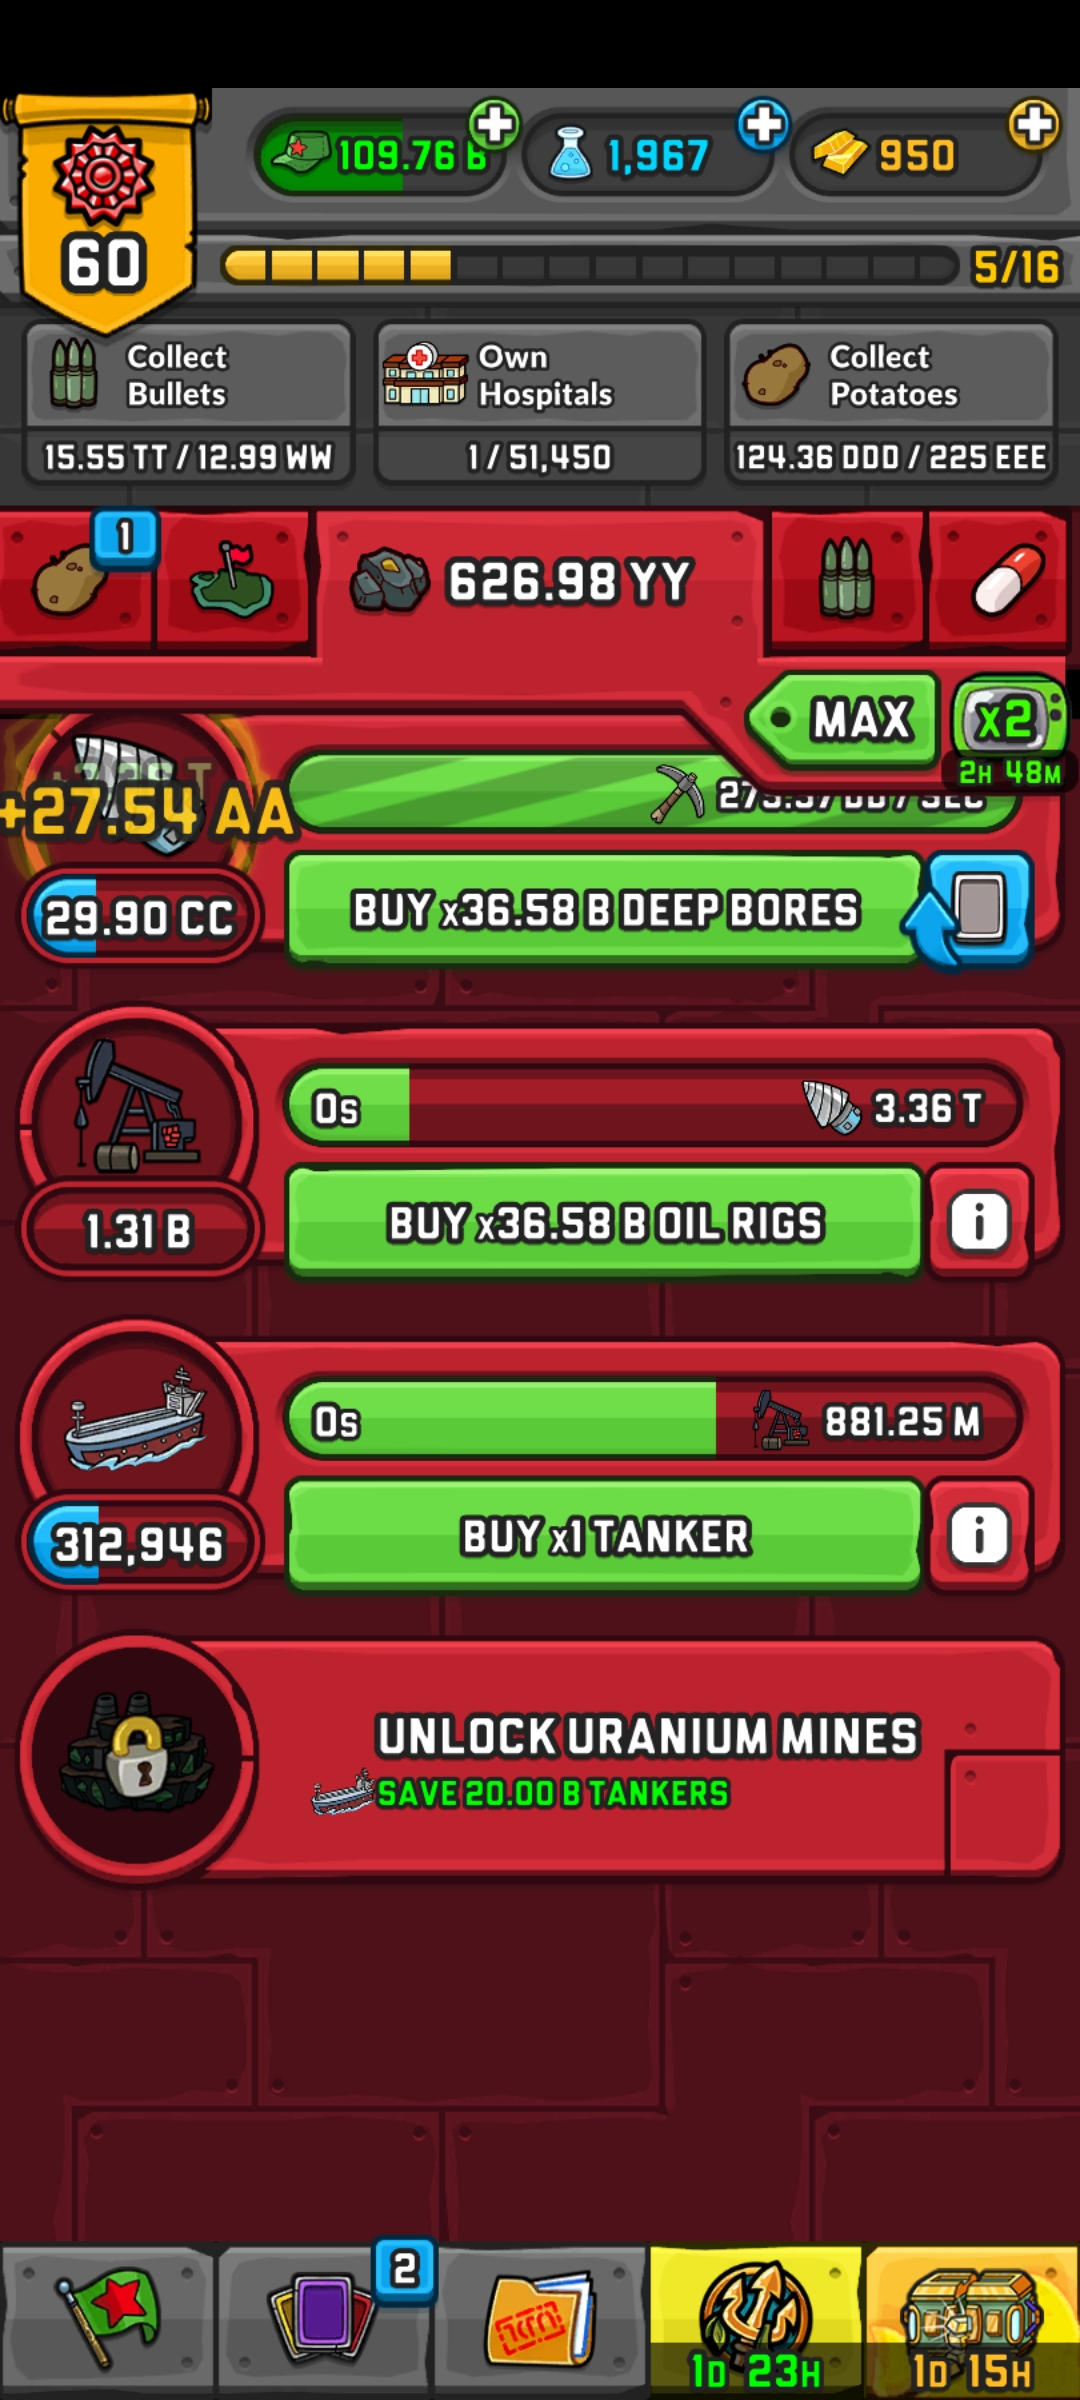 109.76 B
1,967
950
60
5/16
Collect
Bullets
15.55 TT / 12.99 WW
Own
Hospitals
1 / 51,450
Collect
Potatoes
124.36 DDD / 225 EEE
1
626.98 YY
MAX
x2
2H 48M
+27.54 AA
29.90 CC
BUY x36.58 B DEEP BORES
0s
3.36 T
1.31 B
BUY x36.58 B OIL RIGS
i
0s
881.25 M
312,946
BUY x1 TANKER
i
UNLOCK URANIUM MINES
SAVE 20.00 B TANKERS
2
1D 23H
1D 15H